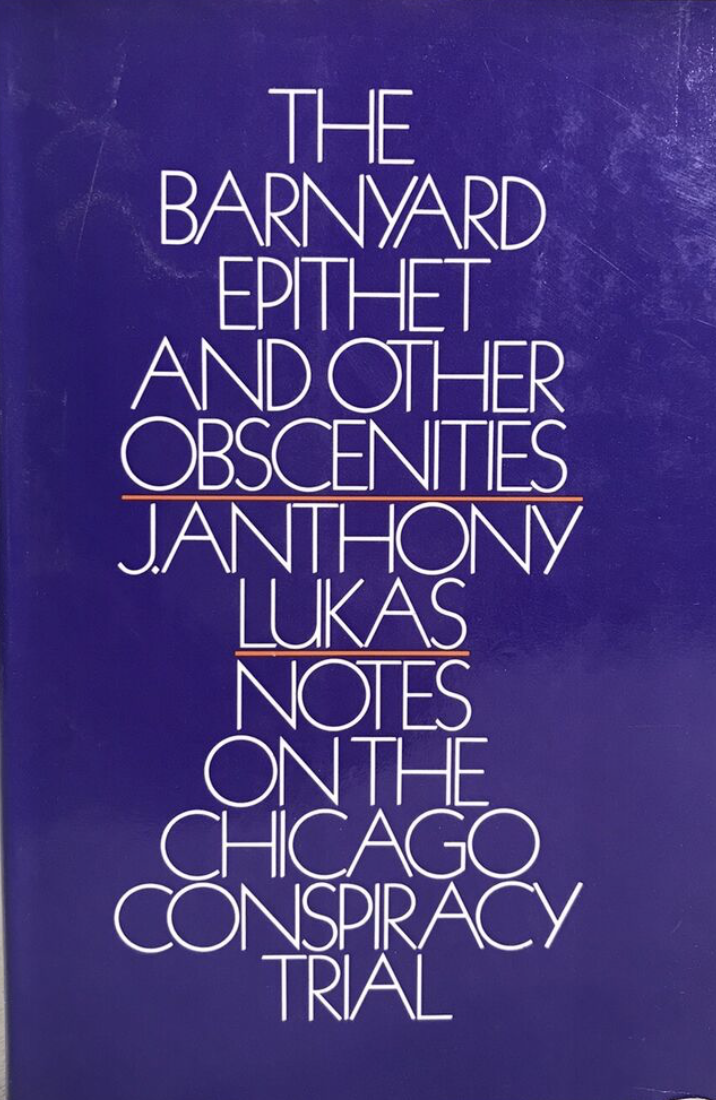 THE
BARNYARD
EPITHET
AND OTHER
OBSCENITIES
J. ANTHONY
LUKAS
NOTES
ON THE
CHICAGO
CONSPIRACY
TRIAL